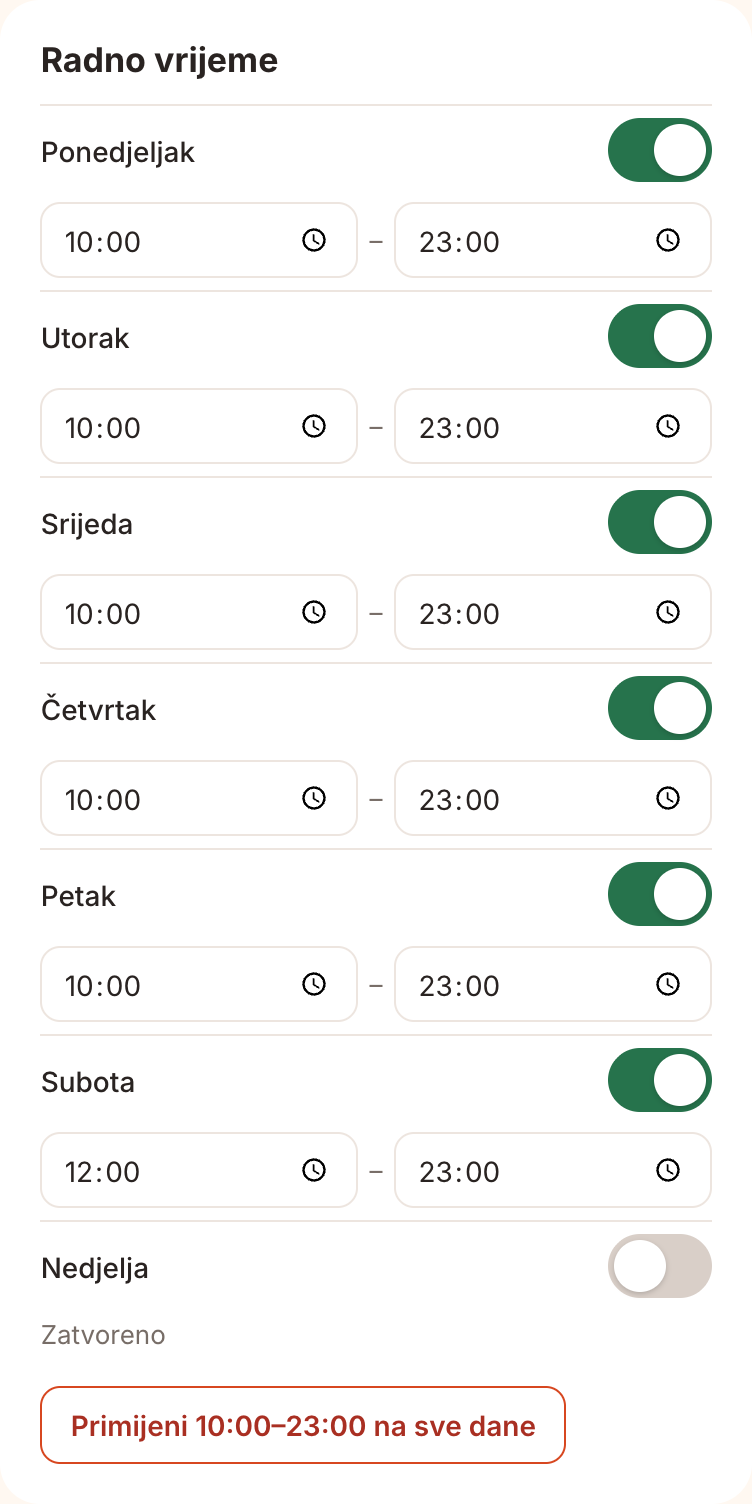 Radno vrijeme
Ponedjeljak
10:00 – 23:00
Utorak
10:00 – 23:00
Srijeda
10:00 – 23:00
Četvrtak
10:00 – 23:00
Petak
10:00 – 23:00
Subota
12:00 – 23:00
Nedjelja
Zatvoreno
Primijeni 10:00–23:00 na sve dane